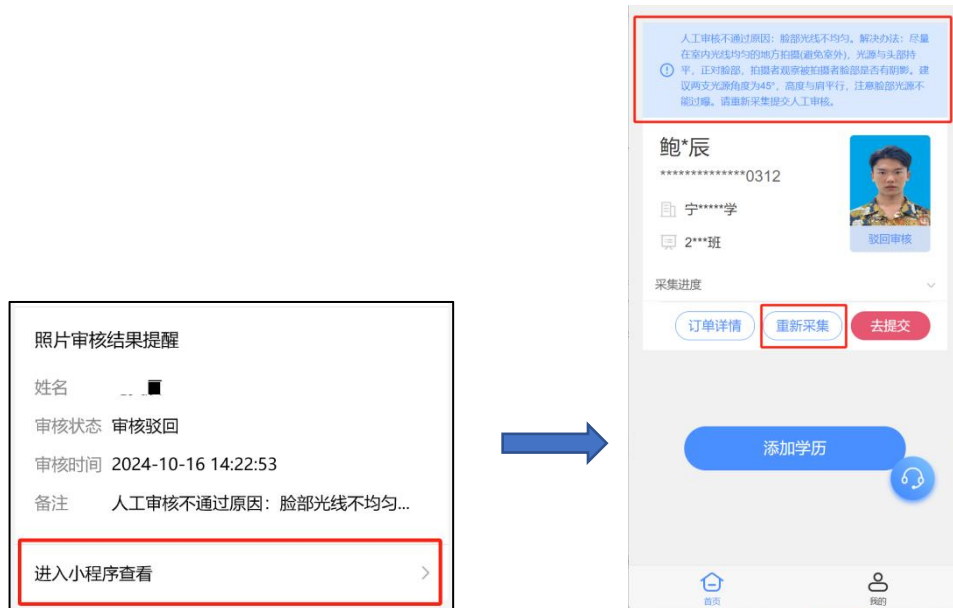 照片审核结果提醒
姓名
审核状态 审核驳回
审核时间 2024-10-16 14:22:53
备注 人工审核不通过原因：脸部光线不均匀...
进入小程序查看
人工审核不通过原因：脸部光线不均匀。解决办法：尽量
在室内光线均匀的地方拍摄(避免室外)，光源与头部持
平，正对脸部，拍摄者观察被拍摄者脸部是否有阴影。建
议两支光源角度为45°，高度与肩平行，注意脸部光源不
能过曝。请重新采集提交人工审核。
鲍*辰
**************0312
宁*****学
2***班
驳回审核
采集进度
订单详情 重新采集 去提交
添加学历
首页 我的